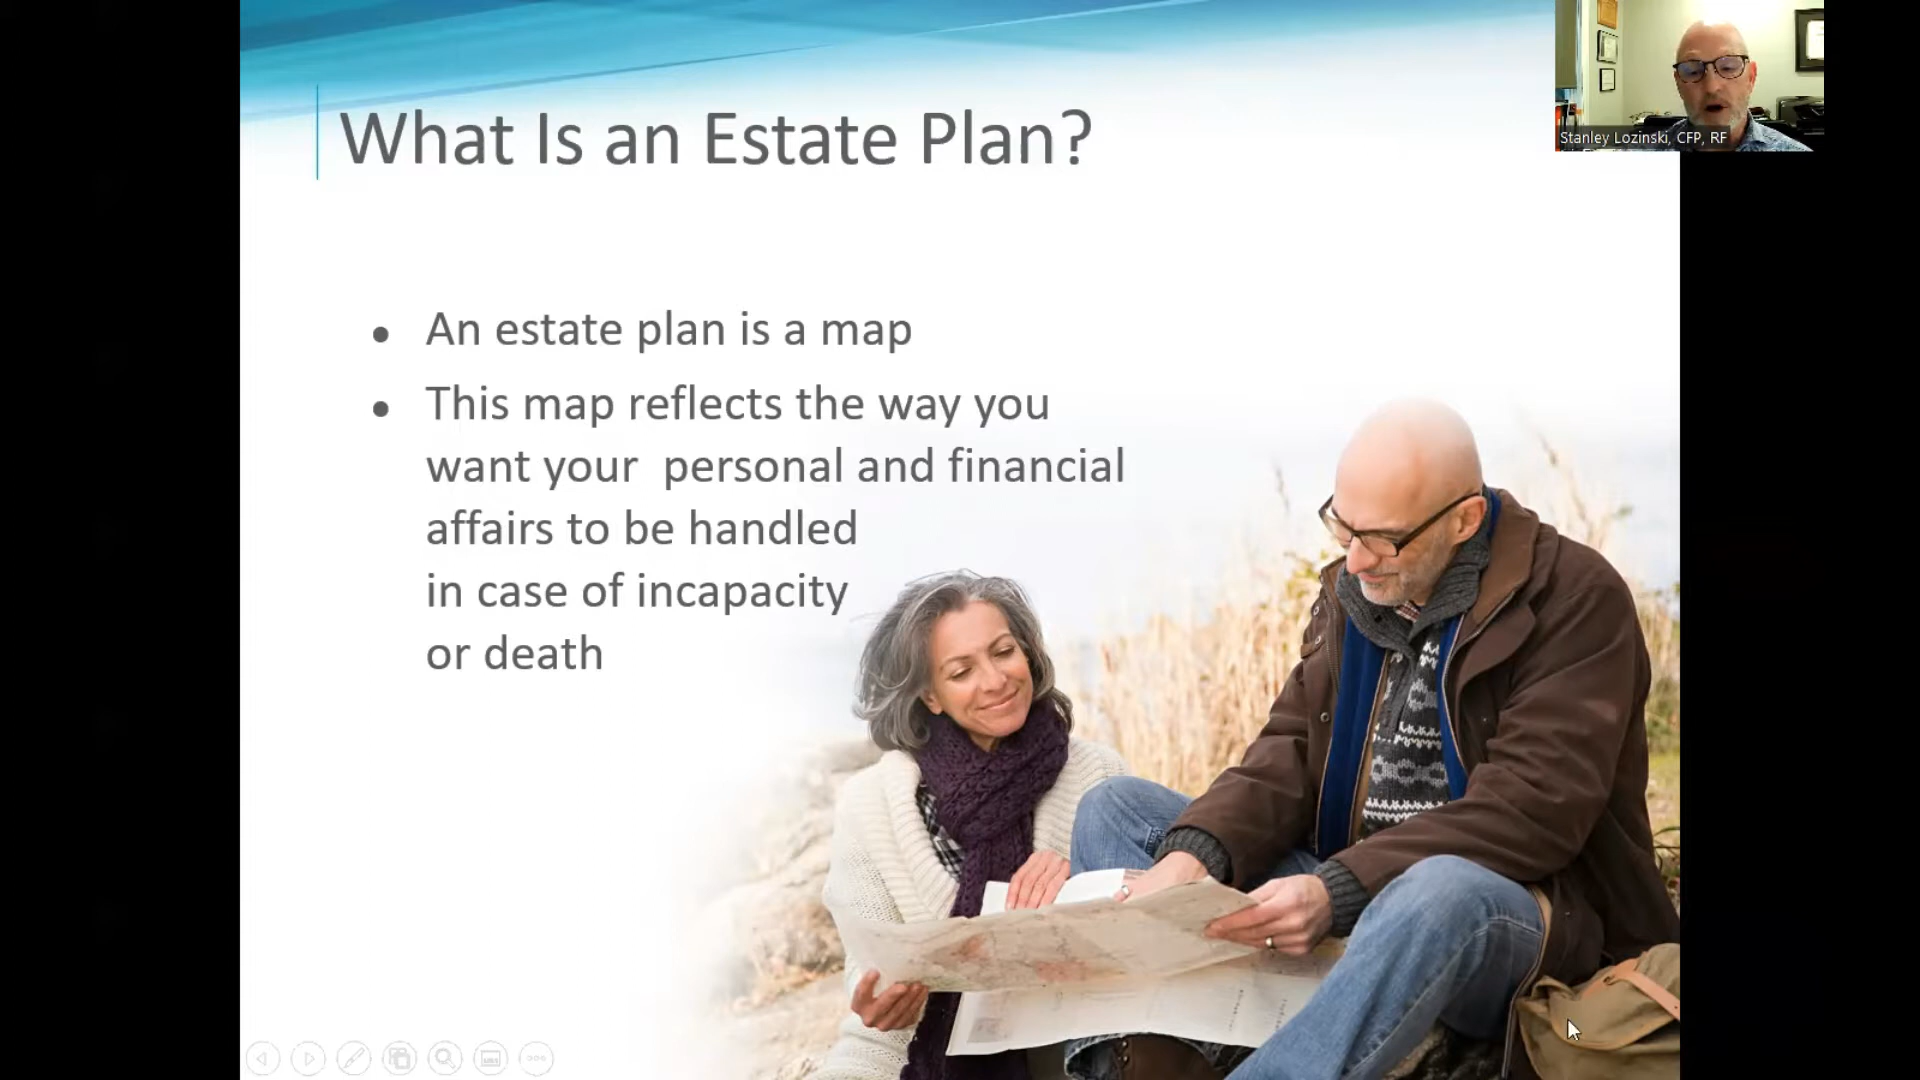 What Is an Estate Plan?
Stanley Lozinski, CFP, RF
• An estate plan is a map
• This map reflects the way you
want your personal and financial
affairs to be handled
in case of incapacity
or death